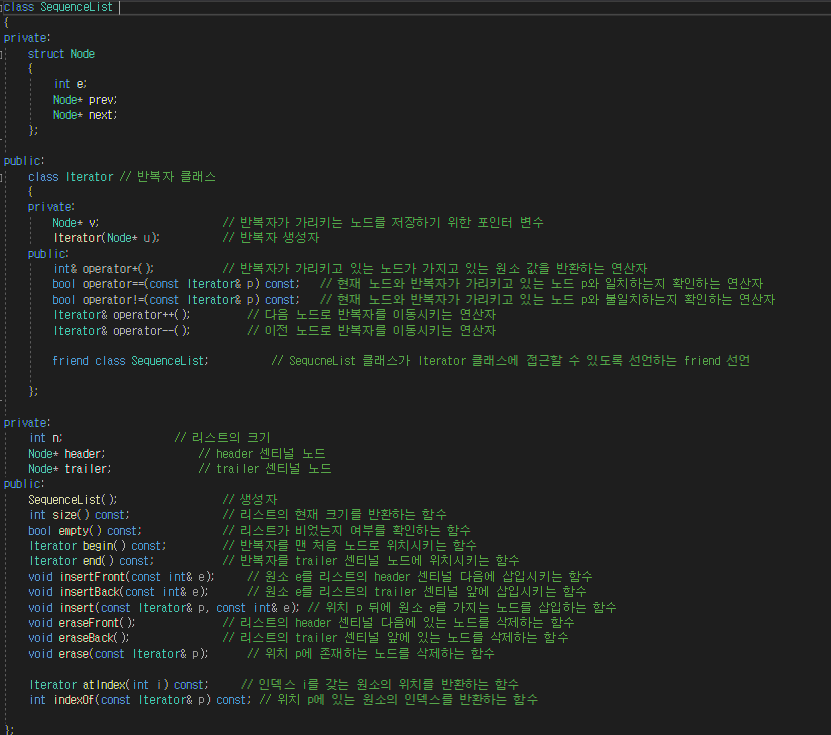 class SequenceList
{
private:
    struct Node
    {
        int e;
        Node* prev;
        Node* next;
    };

public:
    class Iterator // 반복자 클래스
    {
    private:
        Node* v;                // 반복자가 가리키는 노드를 저장하기 위한 포인터 변수
        Iterator(Node* u);      // 반복자 생성자
    public:
        int& operator*();       // 반복자가 가리키고 있는 노드가 가지고 있는 원소 값을 반환하는 연산자
        bool operator==(const Iterator& p) const;  // 현재 노드와 반복자가 가리키고 있는 노드 p와 일치하는지 확인하는 연산자
        bool operator!=(const Iterator& p) const;  // 현재 노드와 반복자가 가리키고 있는 노드 p와 불일치하는지 확인하는 연산자
        Iterator& operator++();     // 다음 노드로 반복자를 이동시키는 연산자
        Iterator& operator--();     // 이전 노드로 반복자를 이동시키는 연산자

        friend class SequenceList;      // SequcneList 클래스가 Iterator 클래스에 접근할 수 있도록 선언하는 friend 선언

    };

private:
    int n;              // 리스트의 크기
    Node* header;           // header 센티널 노드
    Node* trailer;          // trailer 센티널 노드
public:
    SequenceList();             // 생성자
    int size() const;           // 리스트의 현재 크기를 반환하는 함수
    bool empty() const;         // 리스트가 비었는지 여부를 확인하는 함수
    Iterator begin() const;     // 반복자를 맨 처음 노드로 위치시키는 함수
    Iterator end() const;       // 반복자를 trailer 센티널 노드에 위치시키는 함수
    void insertFront(const int& e);    // 원소 e를 리스트의 header 센티널 다음에 삽입시키는 함수
    void insertBack(const int& e);     // 원소 e를 리스트의 trailer 센티널 앞에 삽입시키는 함수
    void insert(const Iterator& p, const int& e); // 위치 p 뒤에 원소 e를 가지는 노드를 삽입하는 함수
    void eraseFront();          // 리스트의 header 센티널 다음에 있는 노드를 삭제하는 함수
    void eraseBack();           // 리스트의 trailer 센티널 앞에 있는 노드를 삭제하는 함수
    void erase(const Iterator& p);     // 위치 p에 존재하는 노드를 삭제하는 함수

    Iterator atIndex(int i) const;     // 인덱스 i를 갖는 원소의 위치를 반환하는 함수
    int indexOf(const Iterator& p) const; // 위치 p에 있는 원소의 인덱스를 반환하는 함수

};